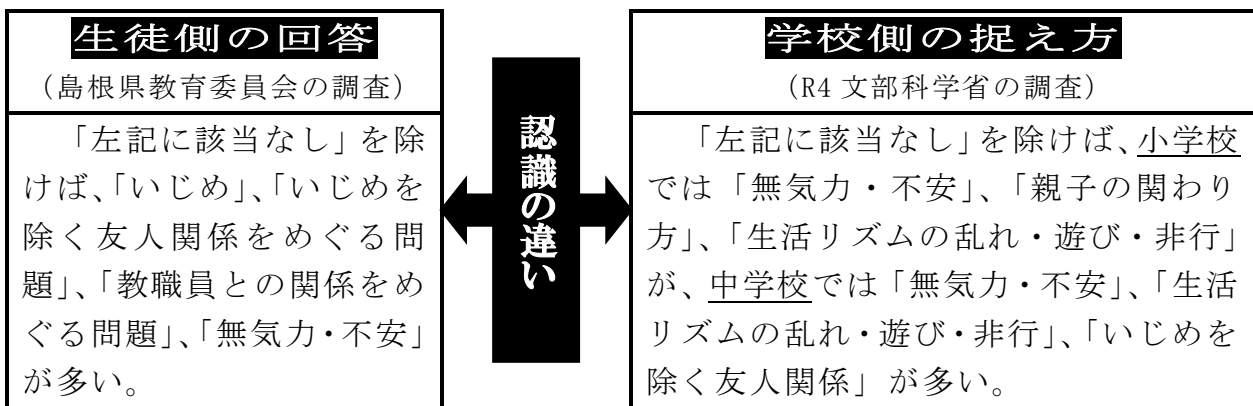 生徒側の回答
（島根県教育委員会の調査）
「左記に該当なし」を除
けば、「いじめ」、「いじめを
除く友人関係をめぐる問
題」、「教職員との関係をめ
ぐる問題」、「無気力・不安」
が多い。
認識の違い
学校側の捉え方
（R4 文部科学省の調査）
「左記に該当なし」を除けば、小学校
では「無気力・不安」、「親子の関わり
方」、「生活リズムの乱れ・遊び・非行」
が、中学校では「無気力・不安」、「生活
リズムの乱れ・遊び・非行」、「いじめを
除く友人関係」が多い。